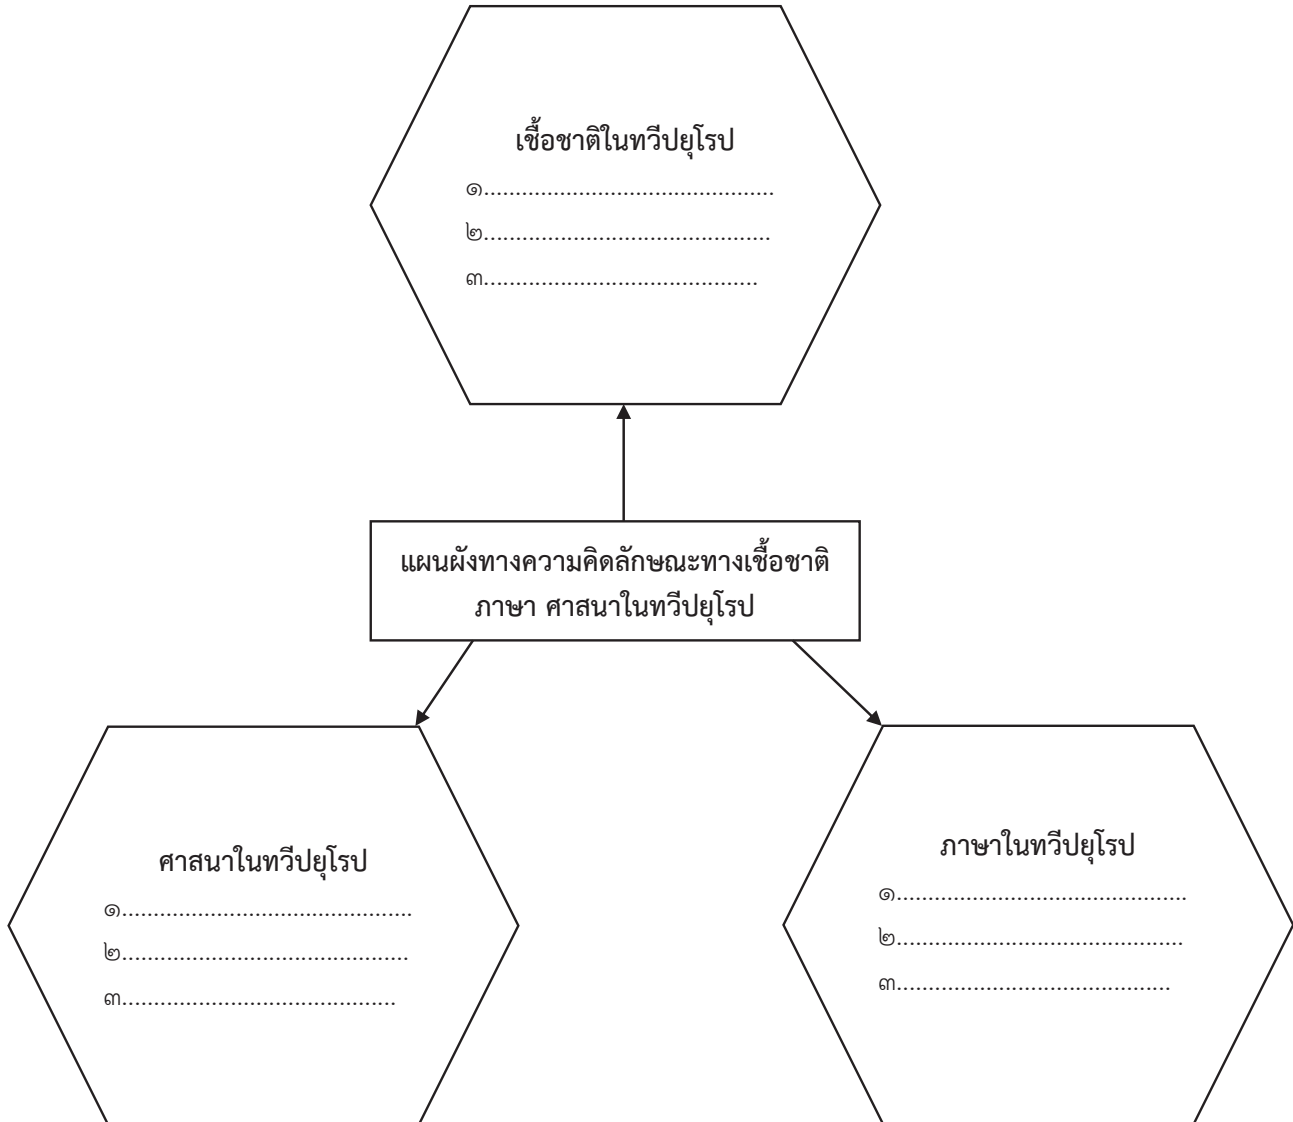 เชื้อชาติในทวีปยุโรป
๑..............................................
๒.............................................
๓...........................................
แผนผังทางความคิดลักษณะทางเชื้อชาติ
ภาษา ศาสนาในทวีปยุโรป
ศาสนาในทวีปยุโรป
๑..............................................
๒.............................................
๓...........................................
ภาษาในทวีปยุโรป
๑..............................................
๒.............................................
๓...........................................